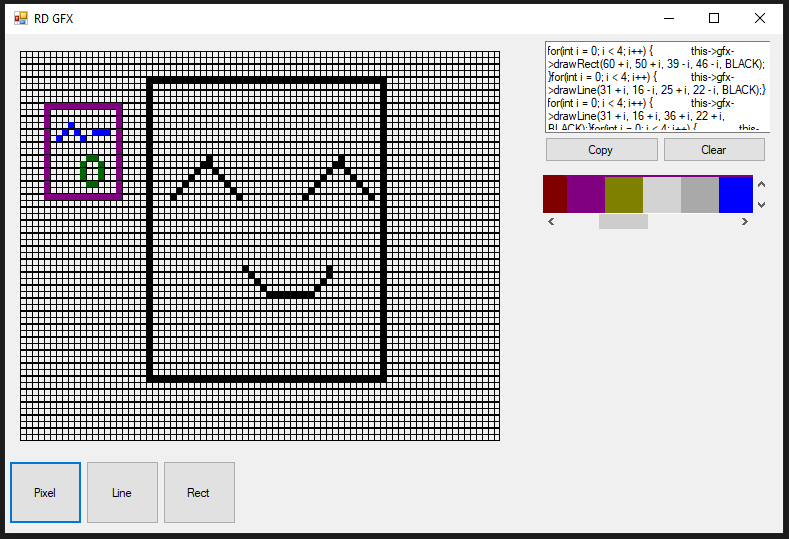 RD GFX
for(int i = 0; i < 4; i++) { this->gfx-
>drawRect(60 + i, 50 + i, 39 - i, 46 - i, BLACK);
}for(int i = 0; i < 4; i++) { this->gfx-
>drawLine(31 + i, 16 - i, 25 + i, 22 - i, BLACK);}
for(int i = 0; i < 4; i++) { this->gfx-
>drawLine(31 + i, 16 + i, 36 + i, 22 + i,
BLACK);}for(int i = 0; i < 4; i++) { this->
Copy
Clear
Pixel
Line
Rect